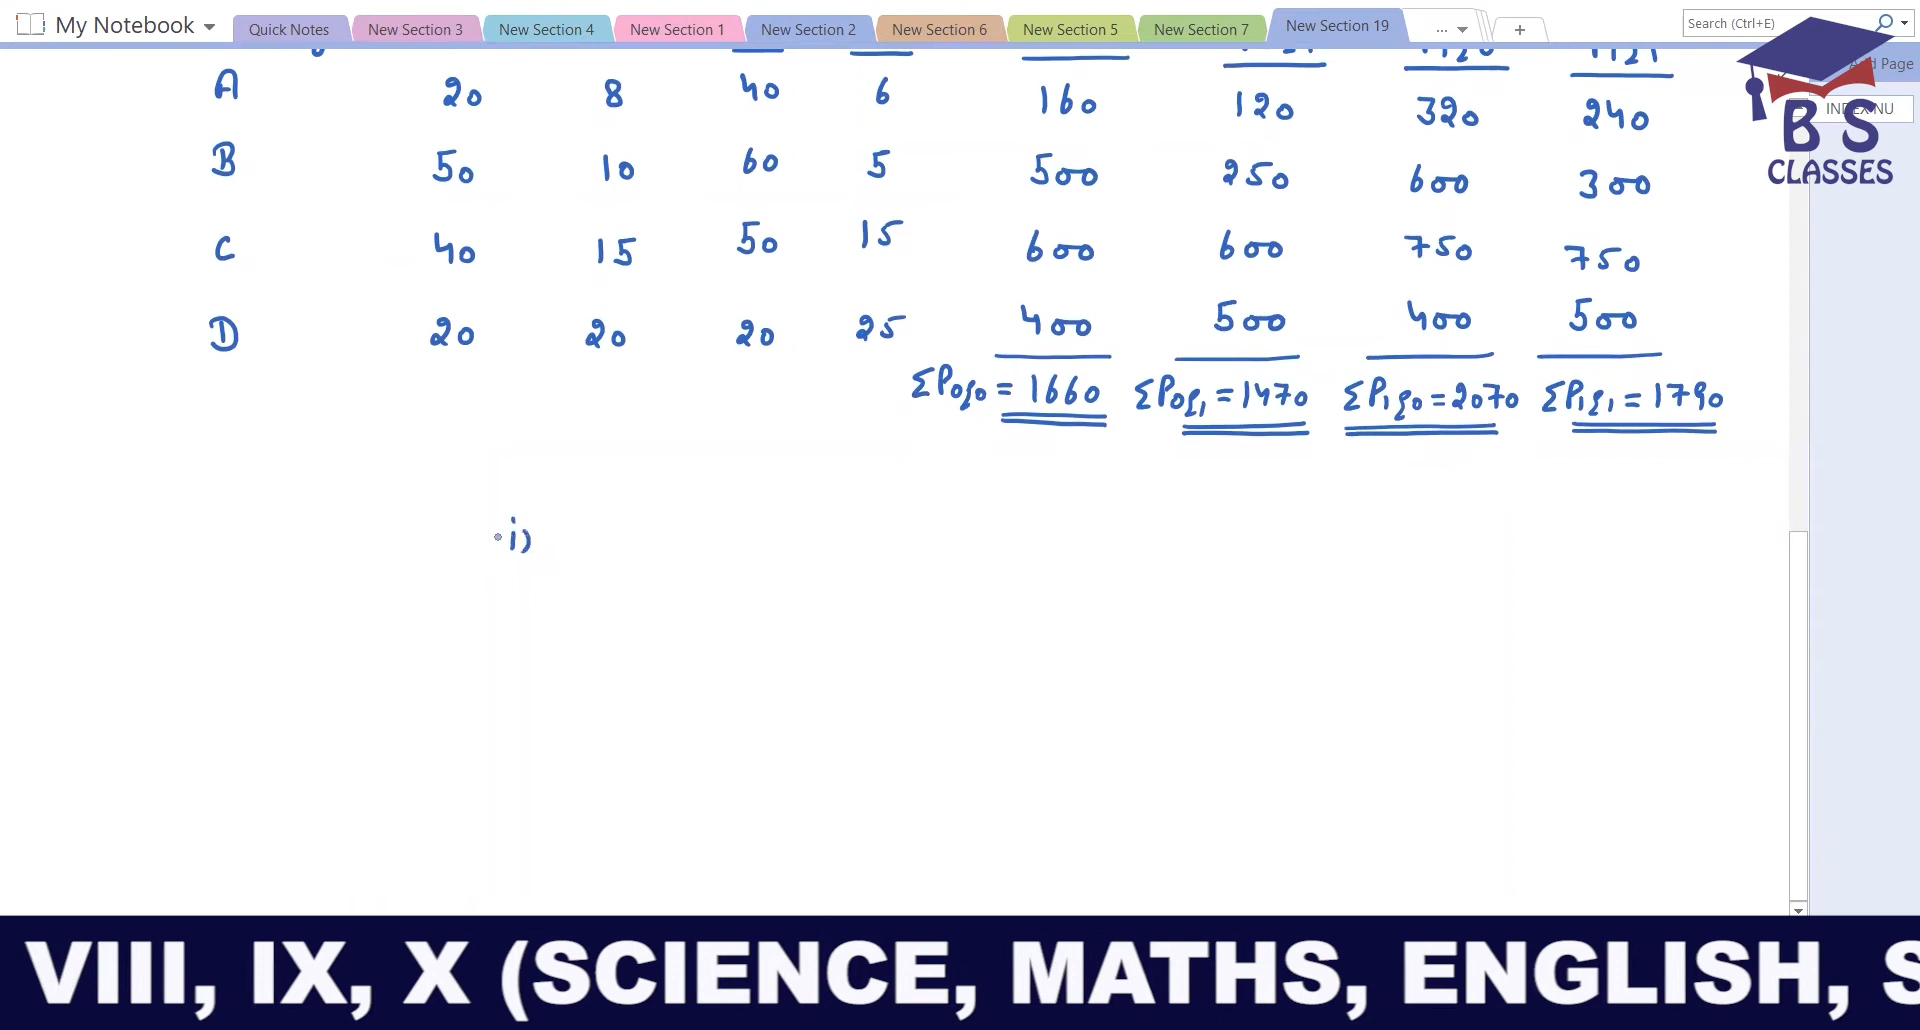 My Notebook Quick Notes New Section 3 New Section 4 New Section 1 New Section 2 New Section 6 New Section 5 New Section 7 New Section 19 ... + Search (Ctrl+E)
Page
INDEX NU
B S
CLASSES
A 20 8 40 6 160 120 320 240
B 50 10 60 5 500 250 600 300
C 40 15 50 15 600 600 750 750
D 20 20 20 25 400 500 400 500
ΣP₀q₀ = 1660 ΣP₀q₁ = 1470 ΣP₁q₀ = 2070 ΣP₁q₁ = 1790
i)
VIII, IX, X (SCIENCE, MATHS, ENGLISH, S